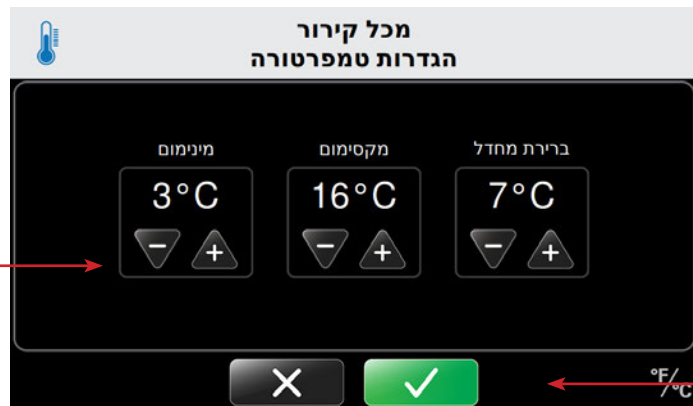 מכל קירור
הגדרות טמפרטורה
ברירת מחדל
מקסימום
מינימום
7°C
16°C
3°C
°F/°C